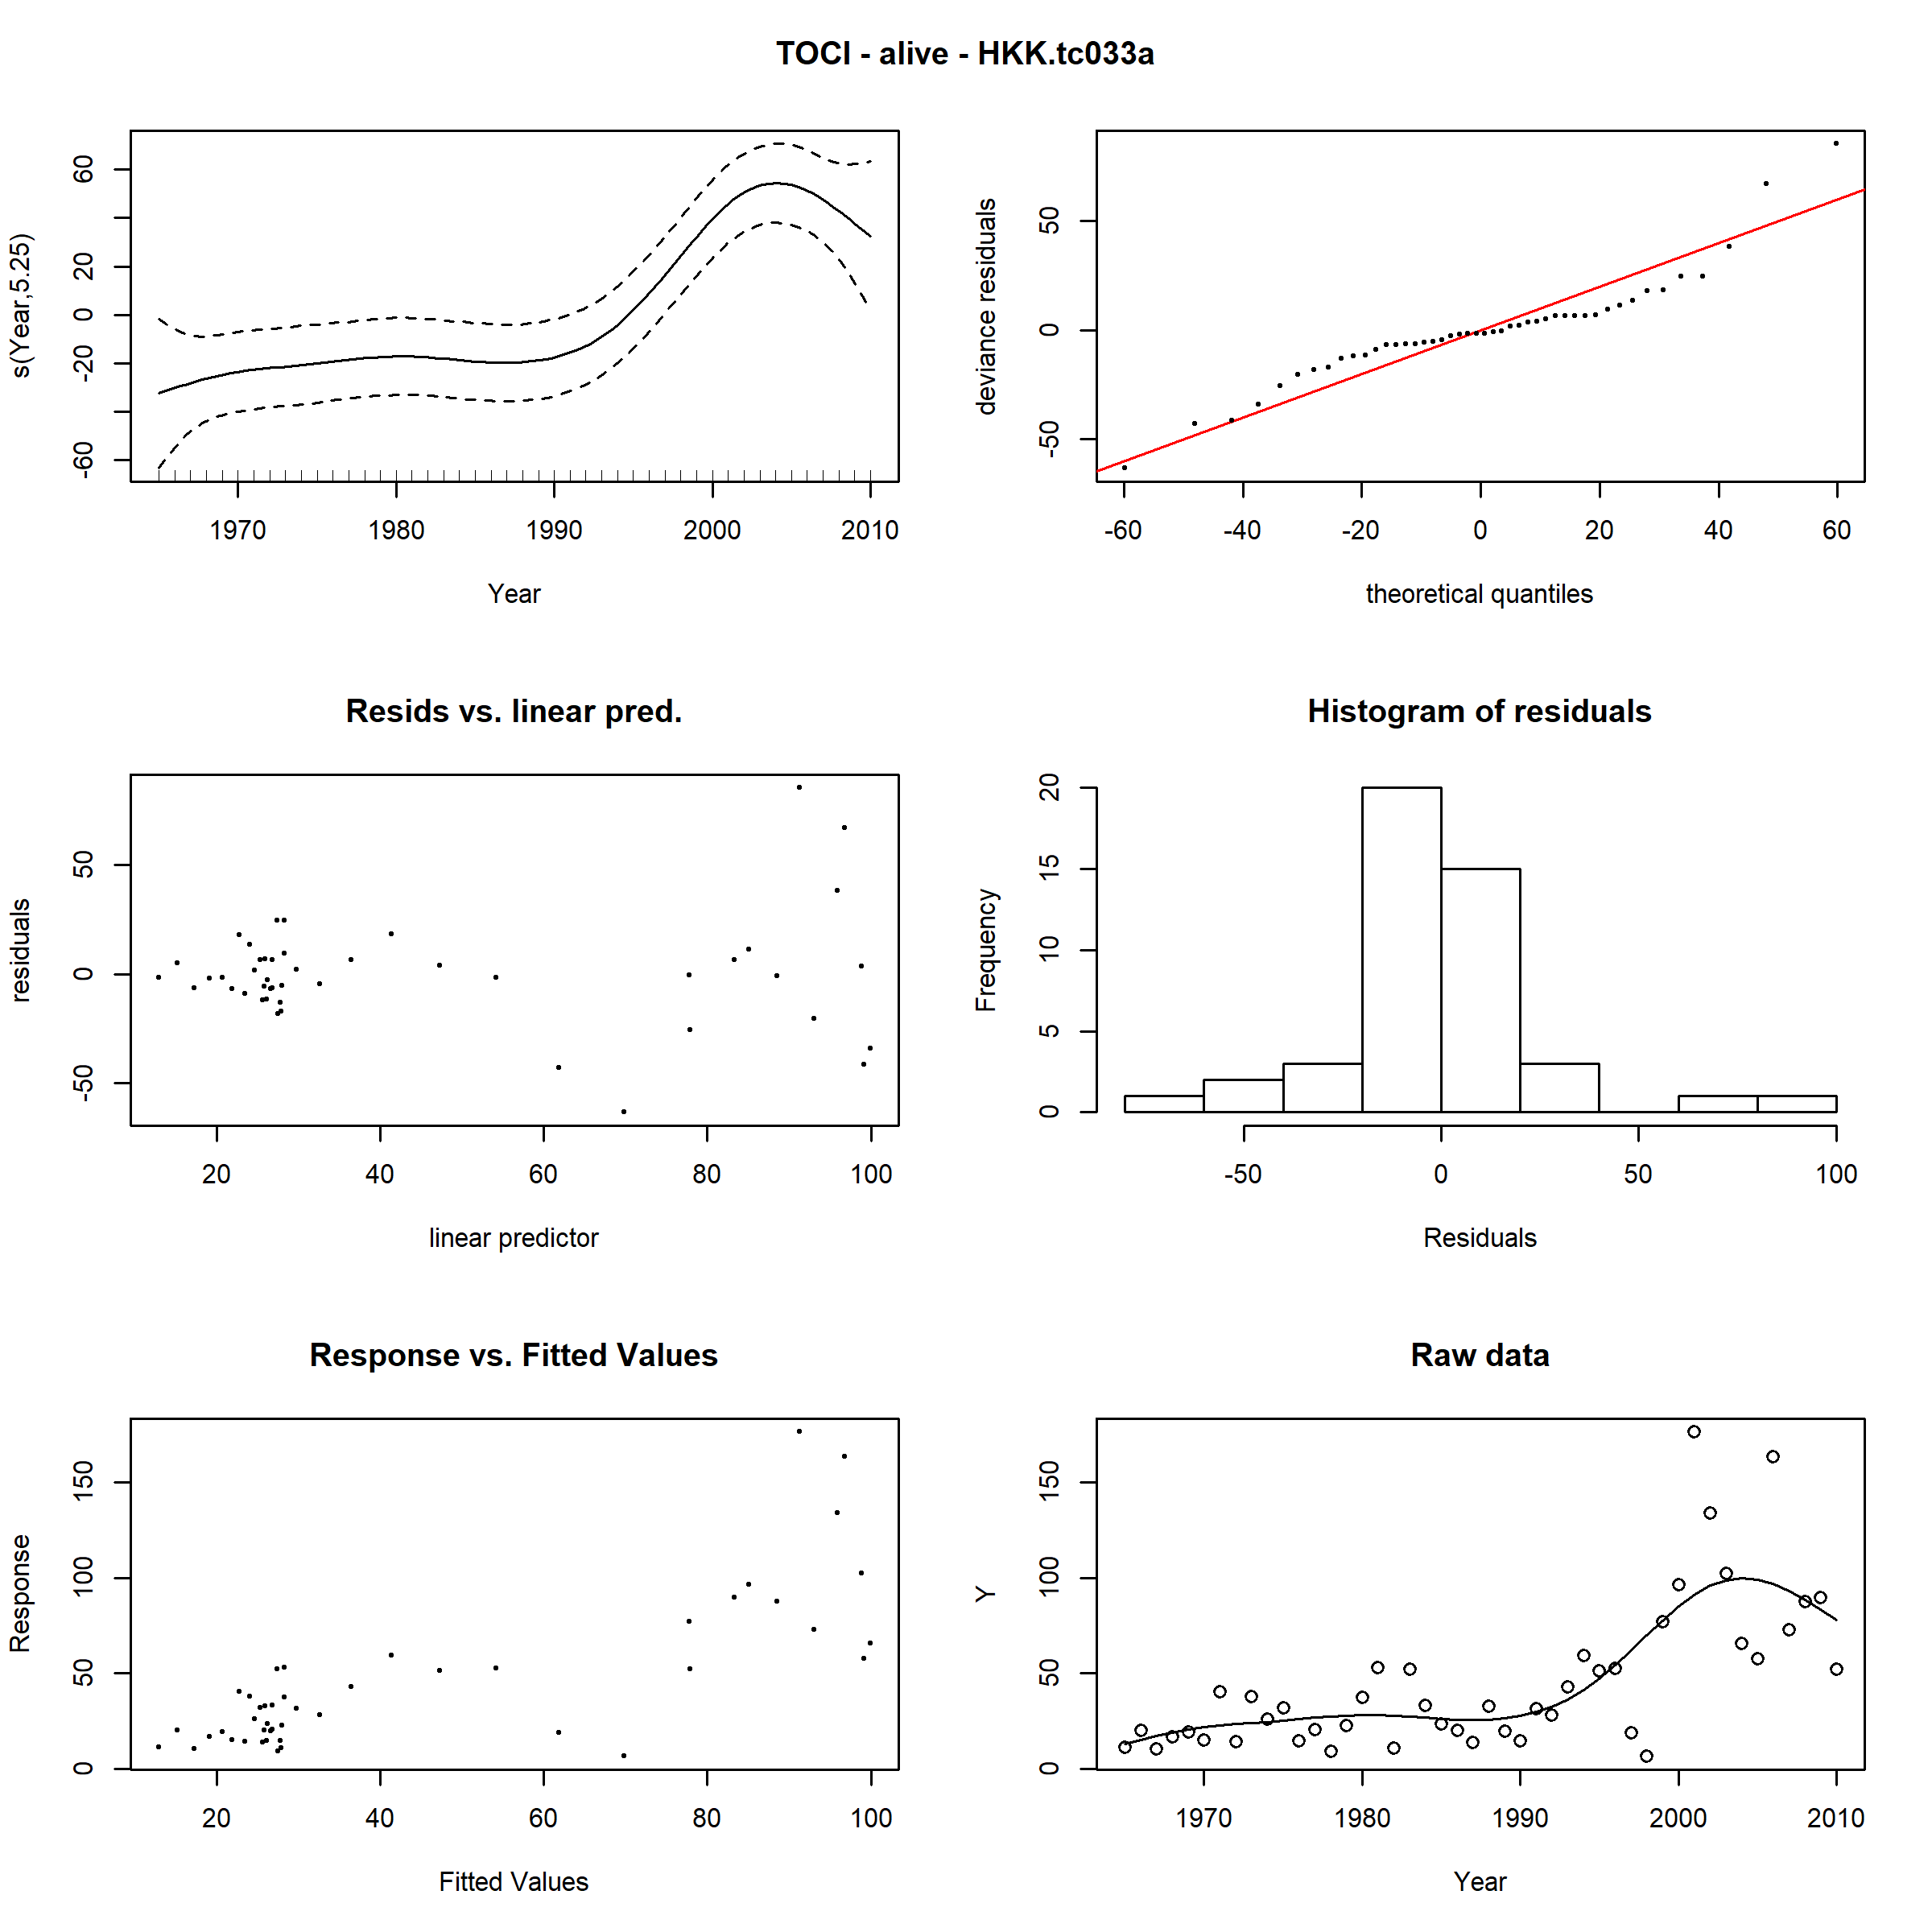 TOCI - alive - HKK.tc033a
s(Year,5.25)
60
20
0
-20
-60
1970 1980 1990 2000 2010
Year
deviance residuals
50
0
-50
-60 -40 -20 0 20 40 60
theoretical quantiles
Resids vs. linear pred.
residuals
50
0
-50
20 40 60 80 100
linear predictor
Histogram of residuals
Frequency
20
15
10
5
0
-50 0 50 100
Residuals
Response vs. Fitted Values
Response
150
100
50
0
20 40 60 80 100
Fitted Values
Raw data
Y
150
100
50
0
1970 1980 1990 2000 2010
Year